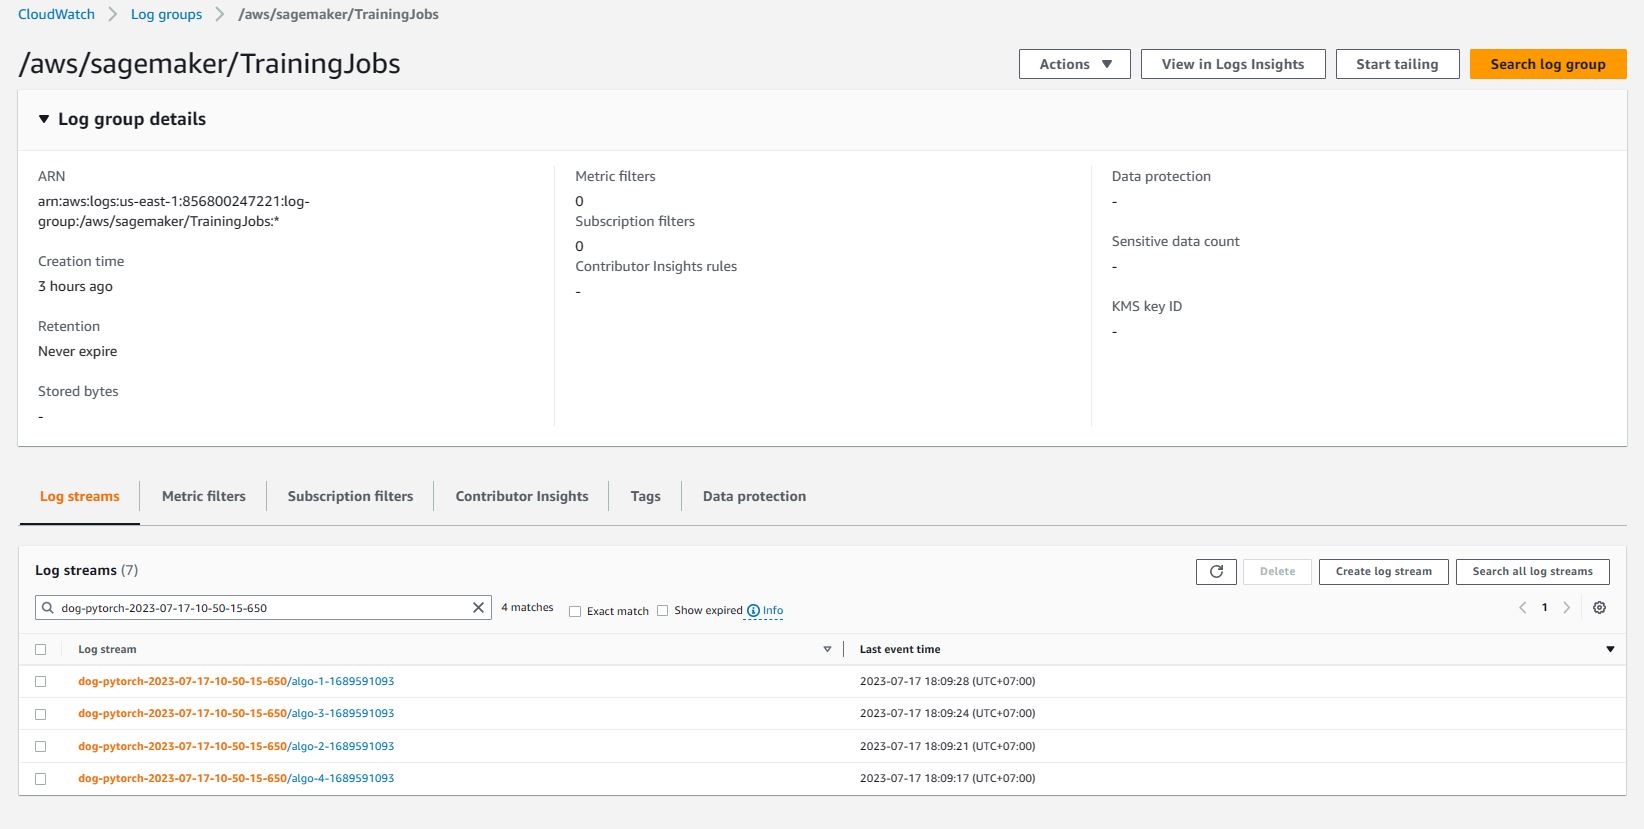 CloudWatch > Log groups > /aws/sagemaker/TrainingJobs
/aws/sagemaker/TrainingJobs
Actions ▼ View in Logs Insights Start tailing Search log group
▼ Log group details
ARN
arn:aws:logs:us-east-1:856800247221:log-
group:/aws/sagemaker/TrainingJobs:*
Creation time
3 hours ago
Retention
Never expire
Stored bytes
-
Metric filters
0
Subscription filters
0
Contributor Insights rules
-
Data protection
-
Sensitive data count
-
KMS key ID
-
Log streams Metric filters Subscription filters Contributor Insights Tags Data protection
Log streams (7) Delete Create log stream Search all log streams
dog-pytorch-2023-07-17-10-50-15-650 4 matches Exact match Show expired Info 1
Log stream Last event time
dog-pytorch-2023-07-17-10-50-15-650/algo-1-1689591093 2023-07-17 18:09:28 (UTC+07:00)
dog-pytorch-2023-07-17-10-50-15-650/algo-3-1689591093 2023-07-17 18:09:24 (UTC+07:00)
dog-pytorch-2023-07-17-10-50-15-650/algo-2-1689591093 2023-07-17 18:09:21 (UTC+07:00)
dog-pytorch-2023-07-17-10-50-15-650/algo-4-1689591093 2023-07-17 18:09:17 (UTC+07:00)